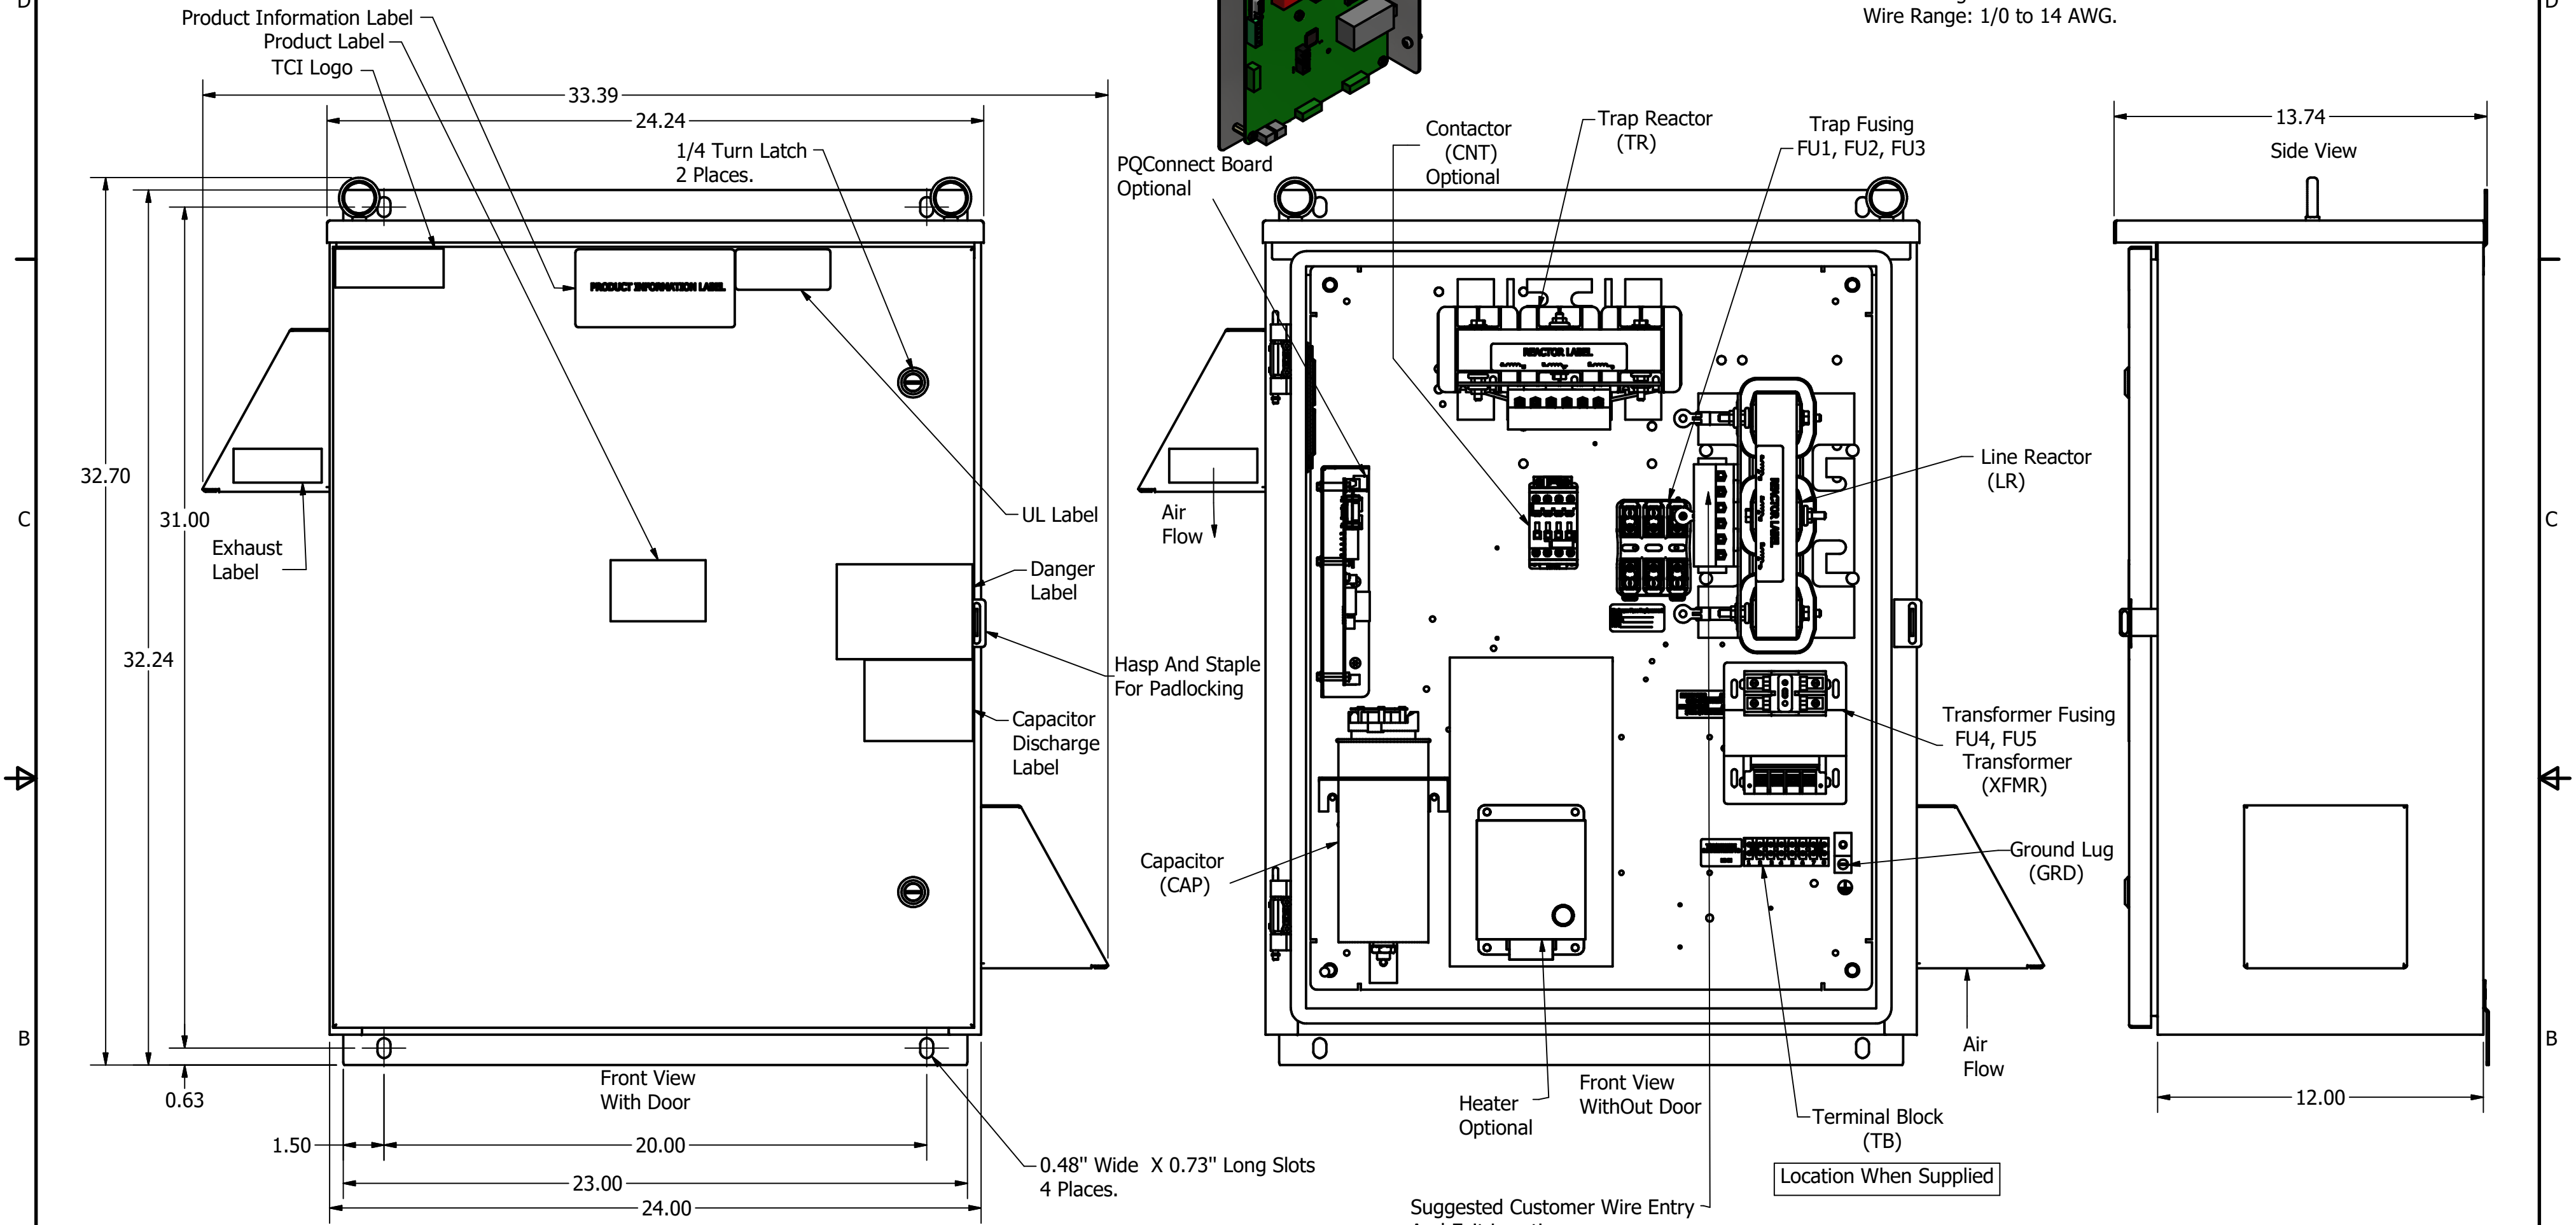 D
D
Wire Range: 1/0 to 14 AWG.
Product Information Label
Product Label
TCI Logo
33.39
24.24
1/4 Turn Latch
2 Places.
PRODUCT INFORMATION LABEL
32.70
31.00
32.24
0.63
Exhaust
Label
UL Label
Danger
Label
Hasp And Staple
For Padlocking
Capacitor
Discharge
Label
Front View
With Door
1.50
20.00
23.00
24.00
0.48" Wide X 0.73" Long Slots
4 Places.
PQConnect Board
Optional
Contactor
(CNT)
Optional
Trap Reactor
(TR)
Trap Fusing
FU1, FU2, FU3
REACTOR LABEL
REACTOR LABEL
Air
Flow
Line Reactor
(LR)
Transformer Fusing
FU4, FU5
Transformer
(XFMR)
Capacitor
(CAP)
Ground Lug
(GRD)
Air
Flow
Heater
Optional
Front View
WithOut Door
Terminal Block
(TB)
Location When Supplied
Suggested Customer Wire Entry
13.74
Side View
12.00
C
C
B
B